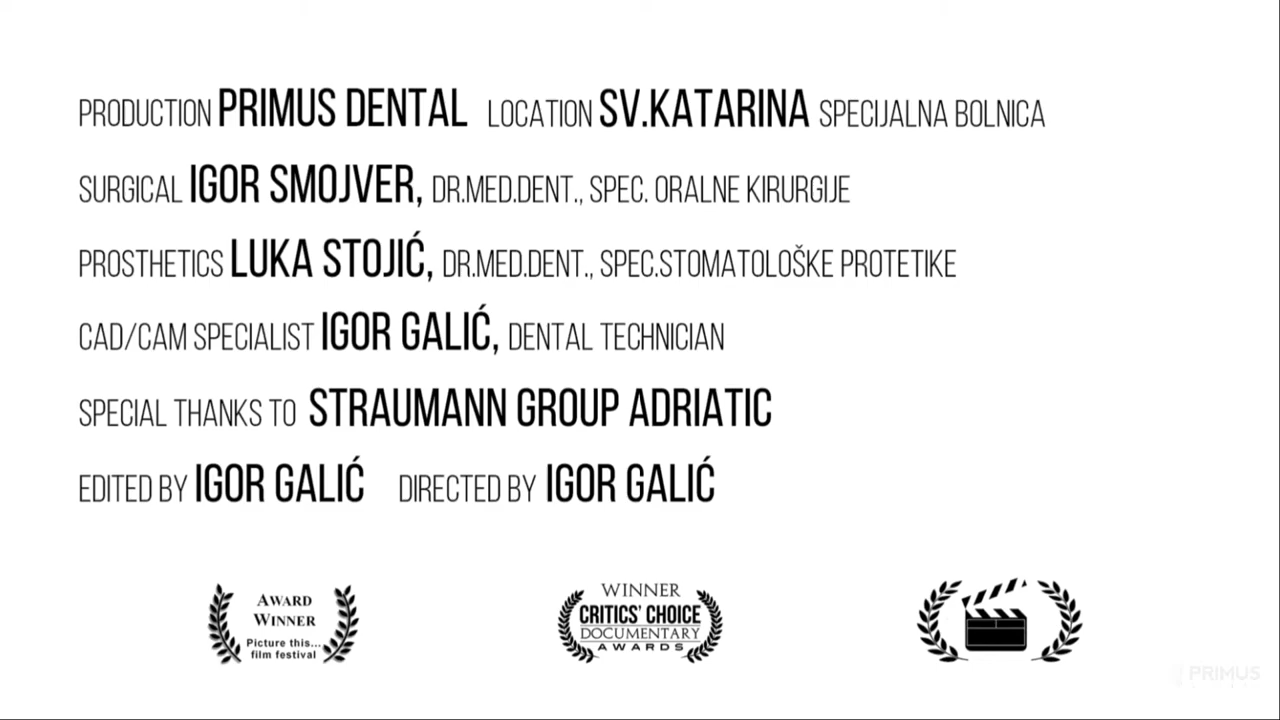 PRODUCTION PRIMUS DENTAL LOCATION SV.KATARINA SPECIJALNA BOLNICA
SURGICAL IGOR SMOJVER, DR.MED.DENT., SPEC. ORALNE KIRURGIJE
PROSTHETICS LUKA STOJIĆ, DR.MED.DENT., SPEC.STOMATOLOŠKE PROTETIKE
CAD/CAM SPECIALIST IGOR GALIĆ, DENTAL TECHNICIAN
SPECIAL THANKS TO STRAUMANN GROUP ADRIATIC
EDITED BY IGOR GALIĆ DIRECTED BY IGOR GALIĆ
AWARD
WINNER
Picture this...
film festival
WINNER
CRITICS' CHOICE
DOCUMENTARY
AWARDS
PRIMUS